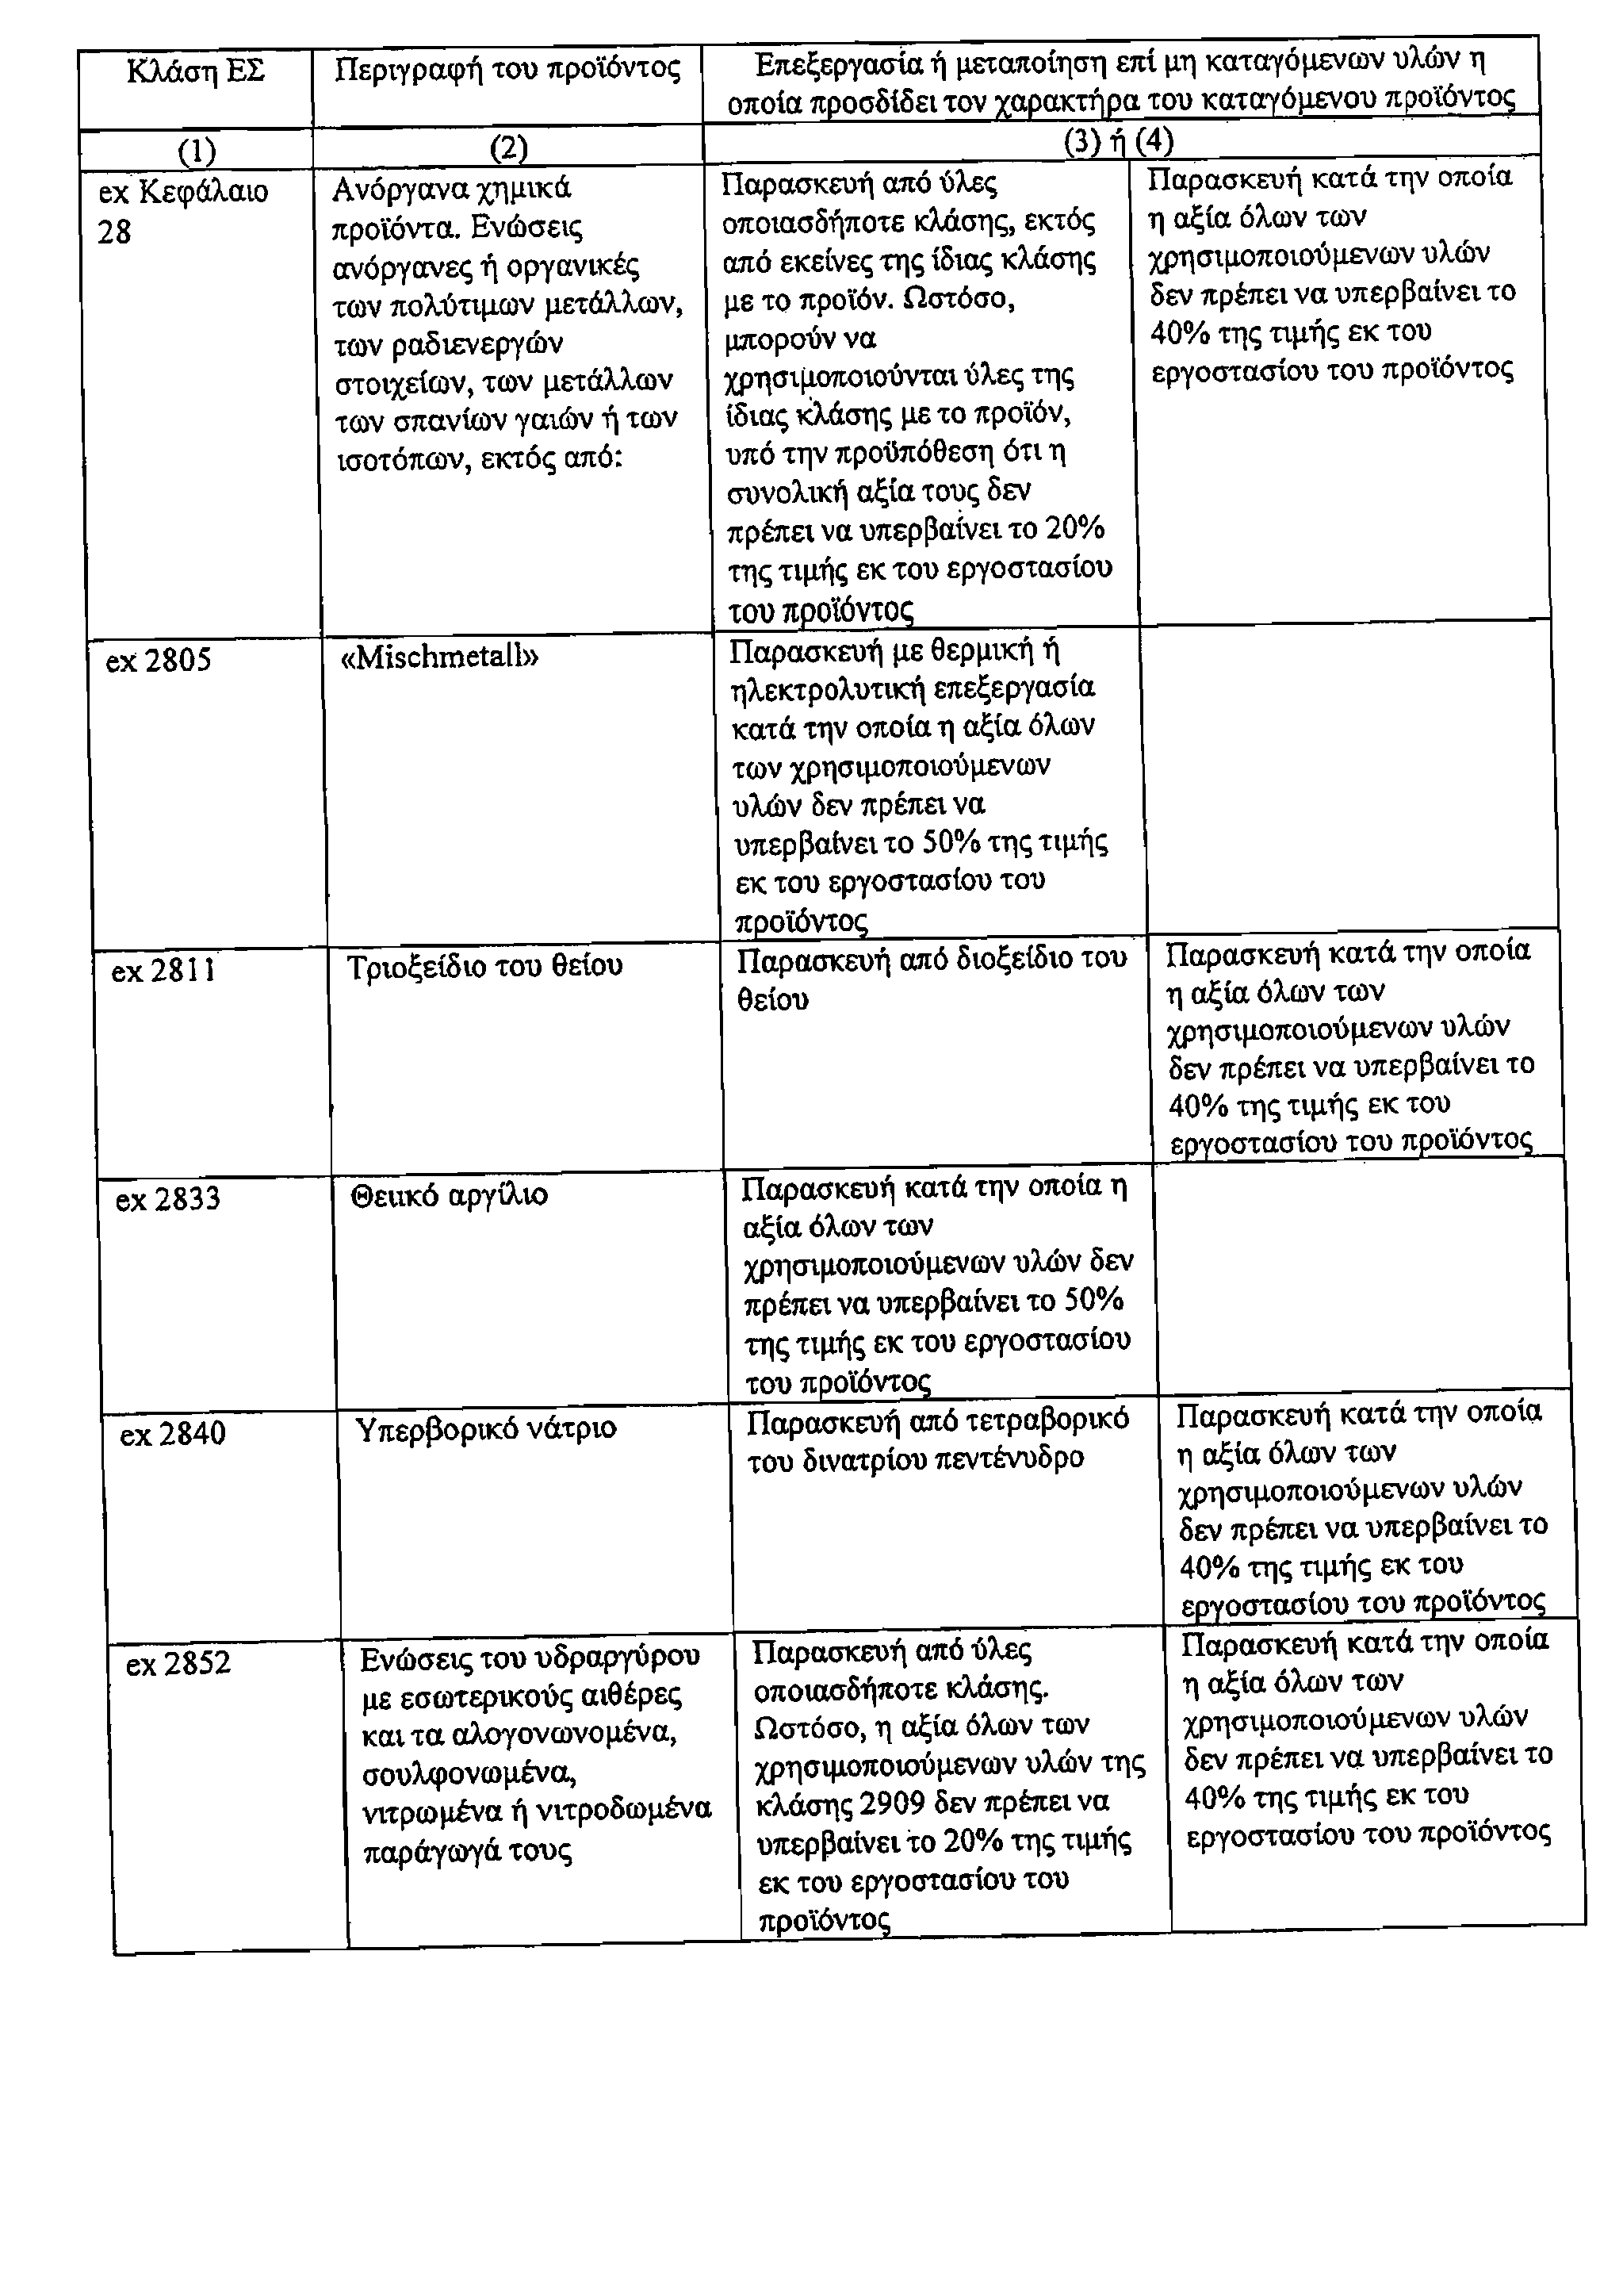 Κλάση ΕΣ
Περιγραφή του προϊόντος
Επεξεργασία ή μεταποίηση επί μη καταγόμενων υλών η
οποία προσδίδει τον χαρακτήρα του καταγόμενου προϊόντος
(1)
(2)
(3) ή (4)
ex Κεφάλαιο
28
Ανόργανα χημικά
προϊόντα. Ενώσεις
ανόργανες ή οργανικές
των πολύτιμων μετάλλων,
των ραδιενεργών
στοιχείων, των μετάλλων
των σπανίων γαιών ή των
ισοτόπων, εκτός από:
Παρασκευή από ύλες
οποιασδήποτε κλάσης, εκτός
από εκείνες της ίδιας κλάσης
με το προϊόν. Ωστόσο,
μπορούν να
χρησιμοποιούνται ύλες της
ίδιας κλάσης με το προϊόν,
υπό την προϋπόθεση ότι η
συνολική αξία τους δεν
πρέπει να υπερβαίνει το 20%
της τιμής εκ του εργοστασίου
του προϊόντος
Παρασκευή κατά την οποία
η αξία όλων των
χρησιμοποιούμενων υλών
δεν πρέπει να υπερβαίνει το
40% της τιμής εκ του
εργοστασίου του προϊόντος
ex 2805
«Mischmetall»
Παρασκευή με θερμική ή
ηλεκτρολυτική επεξεργασία
κατά την οποία η αξία όλων
των χρησιμοποιούμενων
υλών δεν πρέπει να
υπερβαίνει το 50% της τιμής
εκ του εργοστασίου του
προϊόντος
ex 2811
Τριοξείδιο του θείου
Παρασκευή από διοξείδιο του
θείου
Παρασκευή κατά την οποία
η αξία όλων των
χρησιμοποιούμενων υλών
δεν πρέπει να υπερβαίνει το
40% της τιμής εκ του
εργοστασίου του προϊόντος
ex 2833
Θειικό αργίλιο
Παρασκευή κατά την οποία η
αξία όλων των
χρησιμοποιούμενων υλών δεν
πρέπει να υπερβαίνει το 50%
της τιμής εκ του εργοστασίου
του προϊόντος
ex 2840
Υπερβορικό νάτριο
Παρασκευή από τετραβορικό
του δινατρίου πεντένυδρο
Παρασκευή κατά την οποία
η αξία όλων των
χρησιμοποιούμενων υλών
δεν πρέπει να υπερβαίνει το
40% της τιμής εκ του
εργοστασίου του προϊόντος
ex 2852
Ενώσεις του υδραργύρου
με εσωτερικούς αιθέρες
και τα αλογονωνομένα,
σουλφονωμένα,
νιτρωμένα ή νιτροδωμένα
παράγωγά τους
Παρασκευή από ύλες
οποιασδήποτε κλάσης.
Ωστόσο, η αξία όλων των
χρησιμοποιούμενων υλών της
κλάσης 2909 δεν πρέπει να
υπερβαίνει το 20% της τιμής
εκ του εργοστασίου του
προϊόντος
Παρασκευή κατά την οποία
η αξία όλων των
χρησιμοποιούμενων υλών
δεν πρέπει να υπερβαίνει το
40% της τιμής εκ του
εργοστασίου του προϊόντος